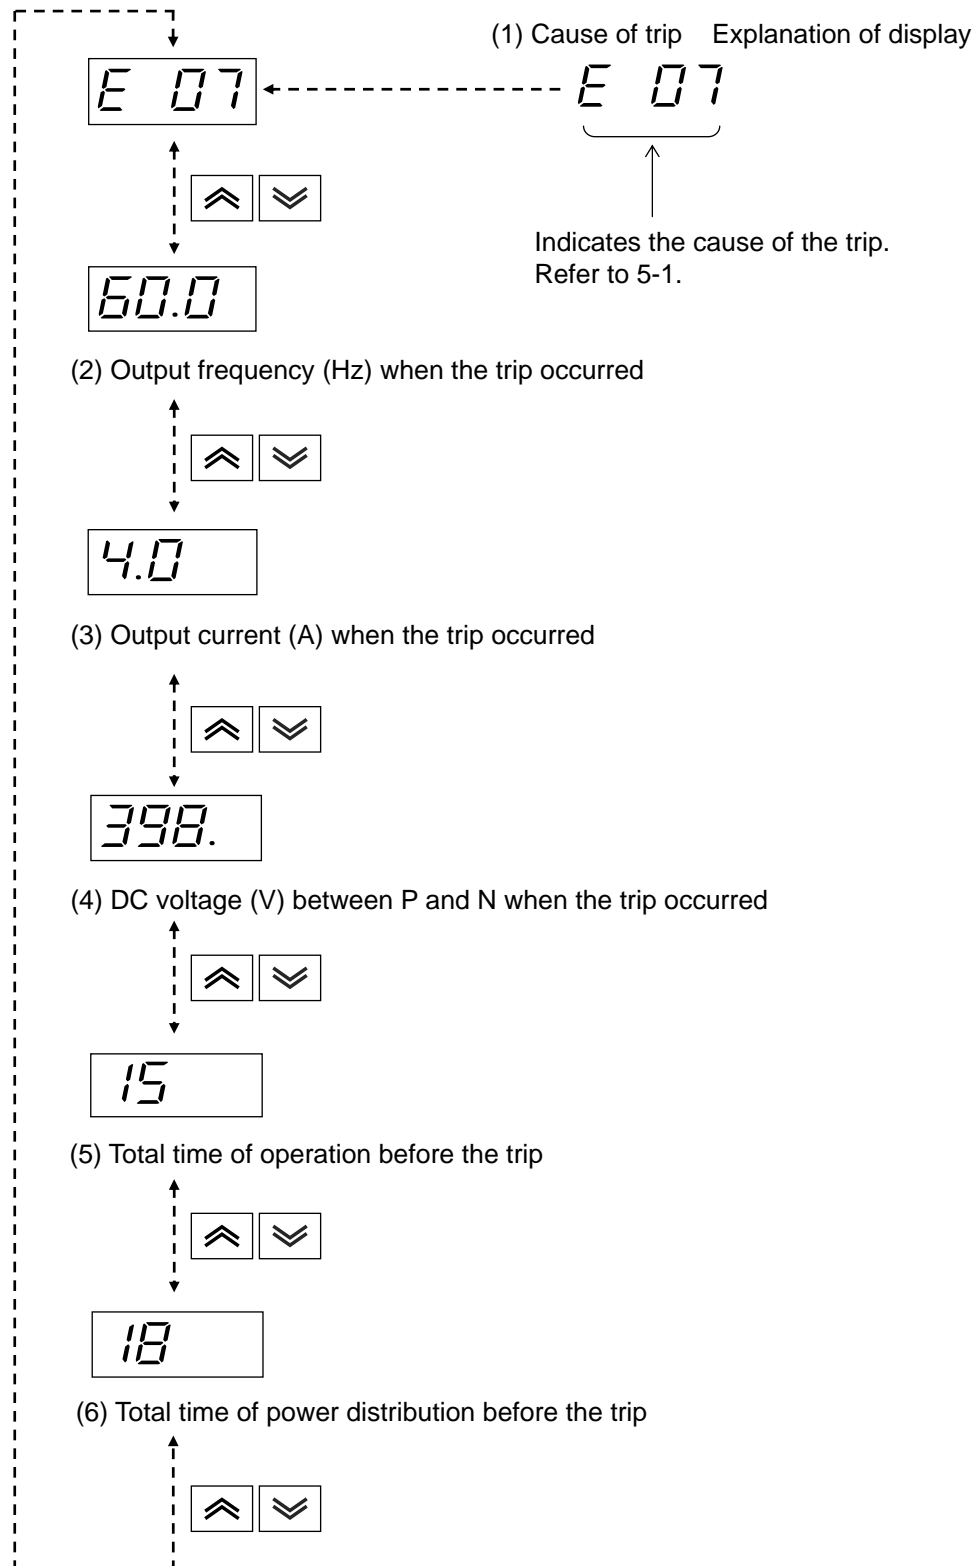 (1) Cause of trip Explanation of display
E 07
E 07
Indicates the cause of the trip.
Refer to 5-1.
60.0
(2) Output frequency (Hz) when the trip occurred
4.0
(3) Output current (A) when the trip occurred
398.
(4) DC voltage (V) between P and N when the trip occurred
15
(5) Total time of operation before the trip
18
(6) Total time of power distribution before the trip